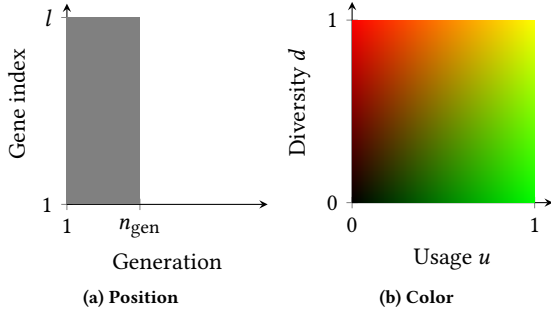 l
Gene index
1
1
n_gen
Generation
(a) Position
1
Diversity d
0
0
1
Usage u
(b) Color